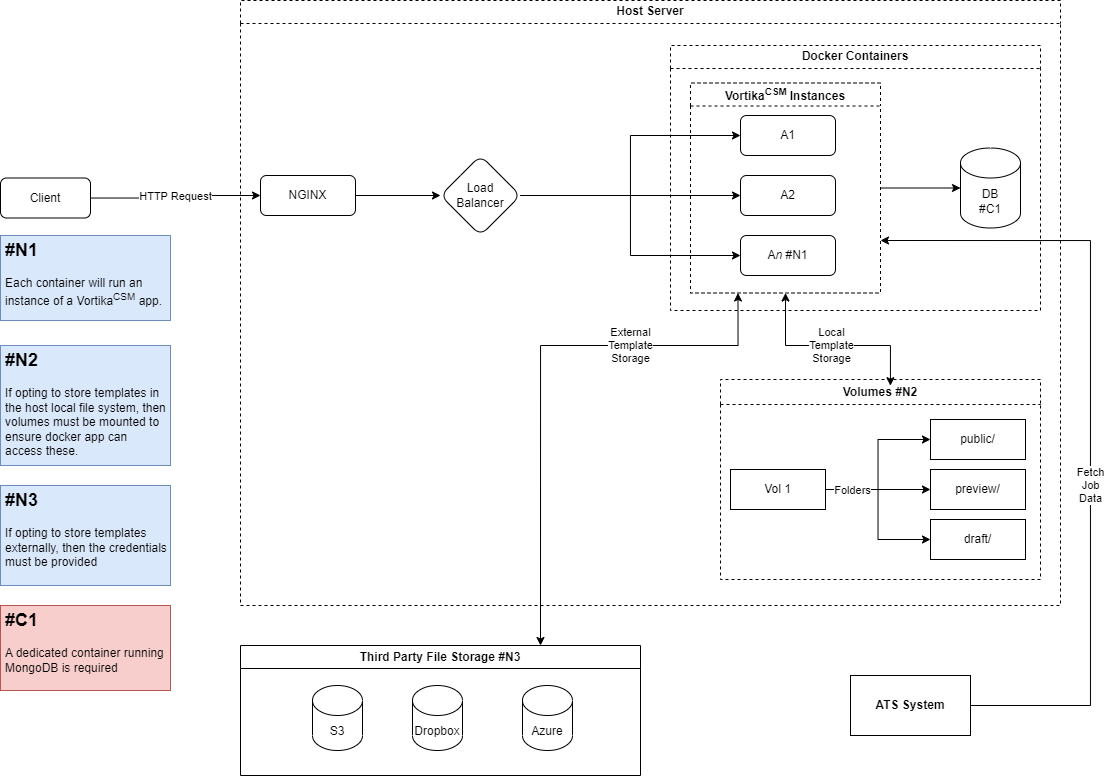 Host Server
Docker Containers
Vortika^CSM Instances
A1
A2
An #N1
DB
#C1
Client
HTTP Request
NGINX
Load
Balancer
#N1
Each container will run an
instance of a Vortika^CSM app.
#N2
If opting to store templates in
the host local file system, then
volumes must be mounted to
ensure docker app can
access these.
#N3
If opting to store templates
externally, then the credentials
must be provided
#C1
A dedicated container running
MongoDB is required
External
Template
Storage
Local
Template
Storage
Volumes #N2
Vol 1
Folders
public/
preview/
draft/
Fetch
Job
Data
Third Party File Storage #N3
S3
Dropbox
Azure
ATS System